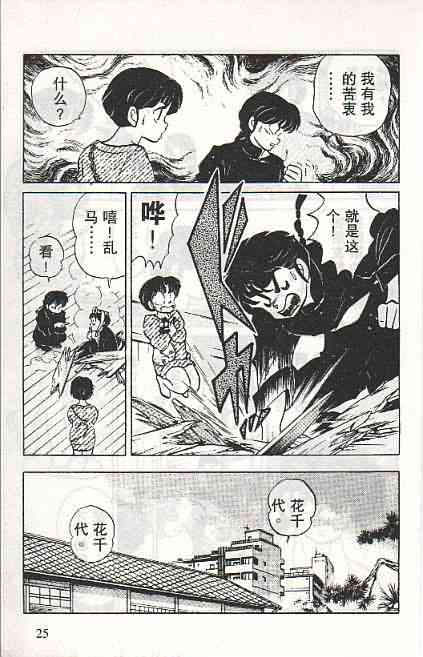 我有我
的苦衷
……
什么？
就是这
个！
哇！
嘻！乱
马……
看！
花千
代。
花千
代。
25